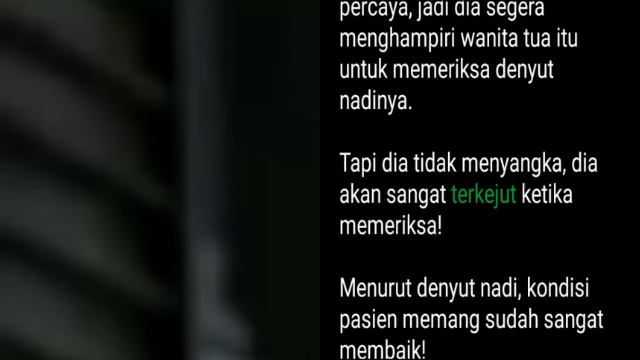 percaya, jadi dia segera
menghampiri wanita tua itu
untuk memeriksa denyut
nadinya.
Tapi dia tidak menyangka, dia
akan sangat terkejut ketika
memeriksa!
Menurut denyut nadi, kondisi
pasien memang sudah sangat
membaik!